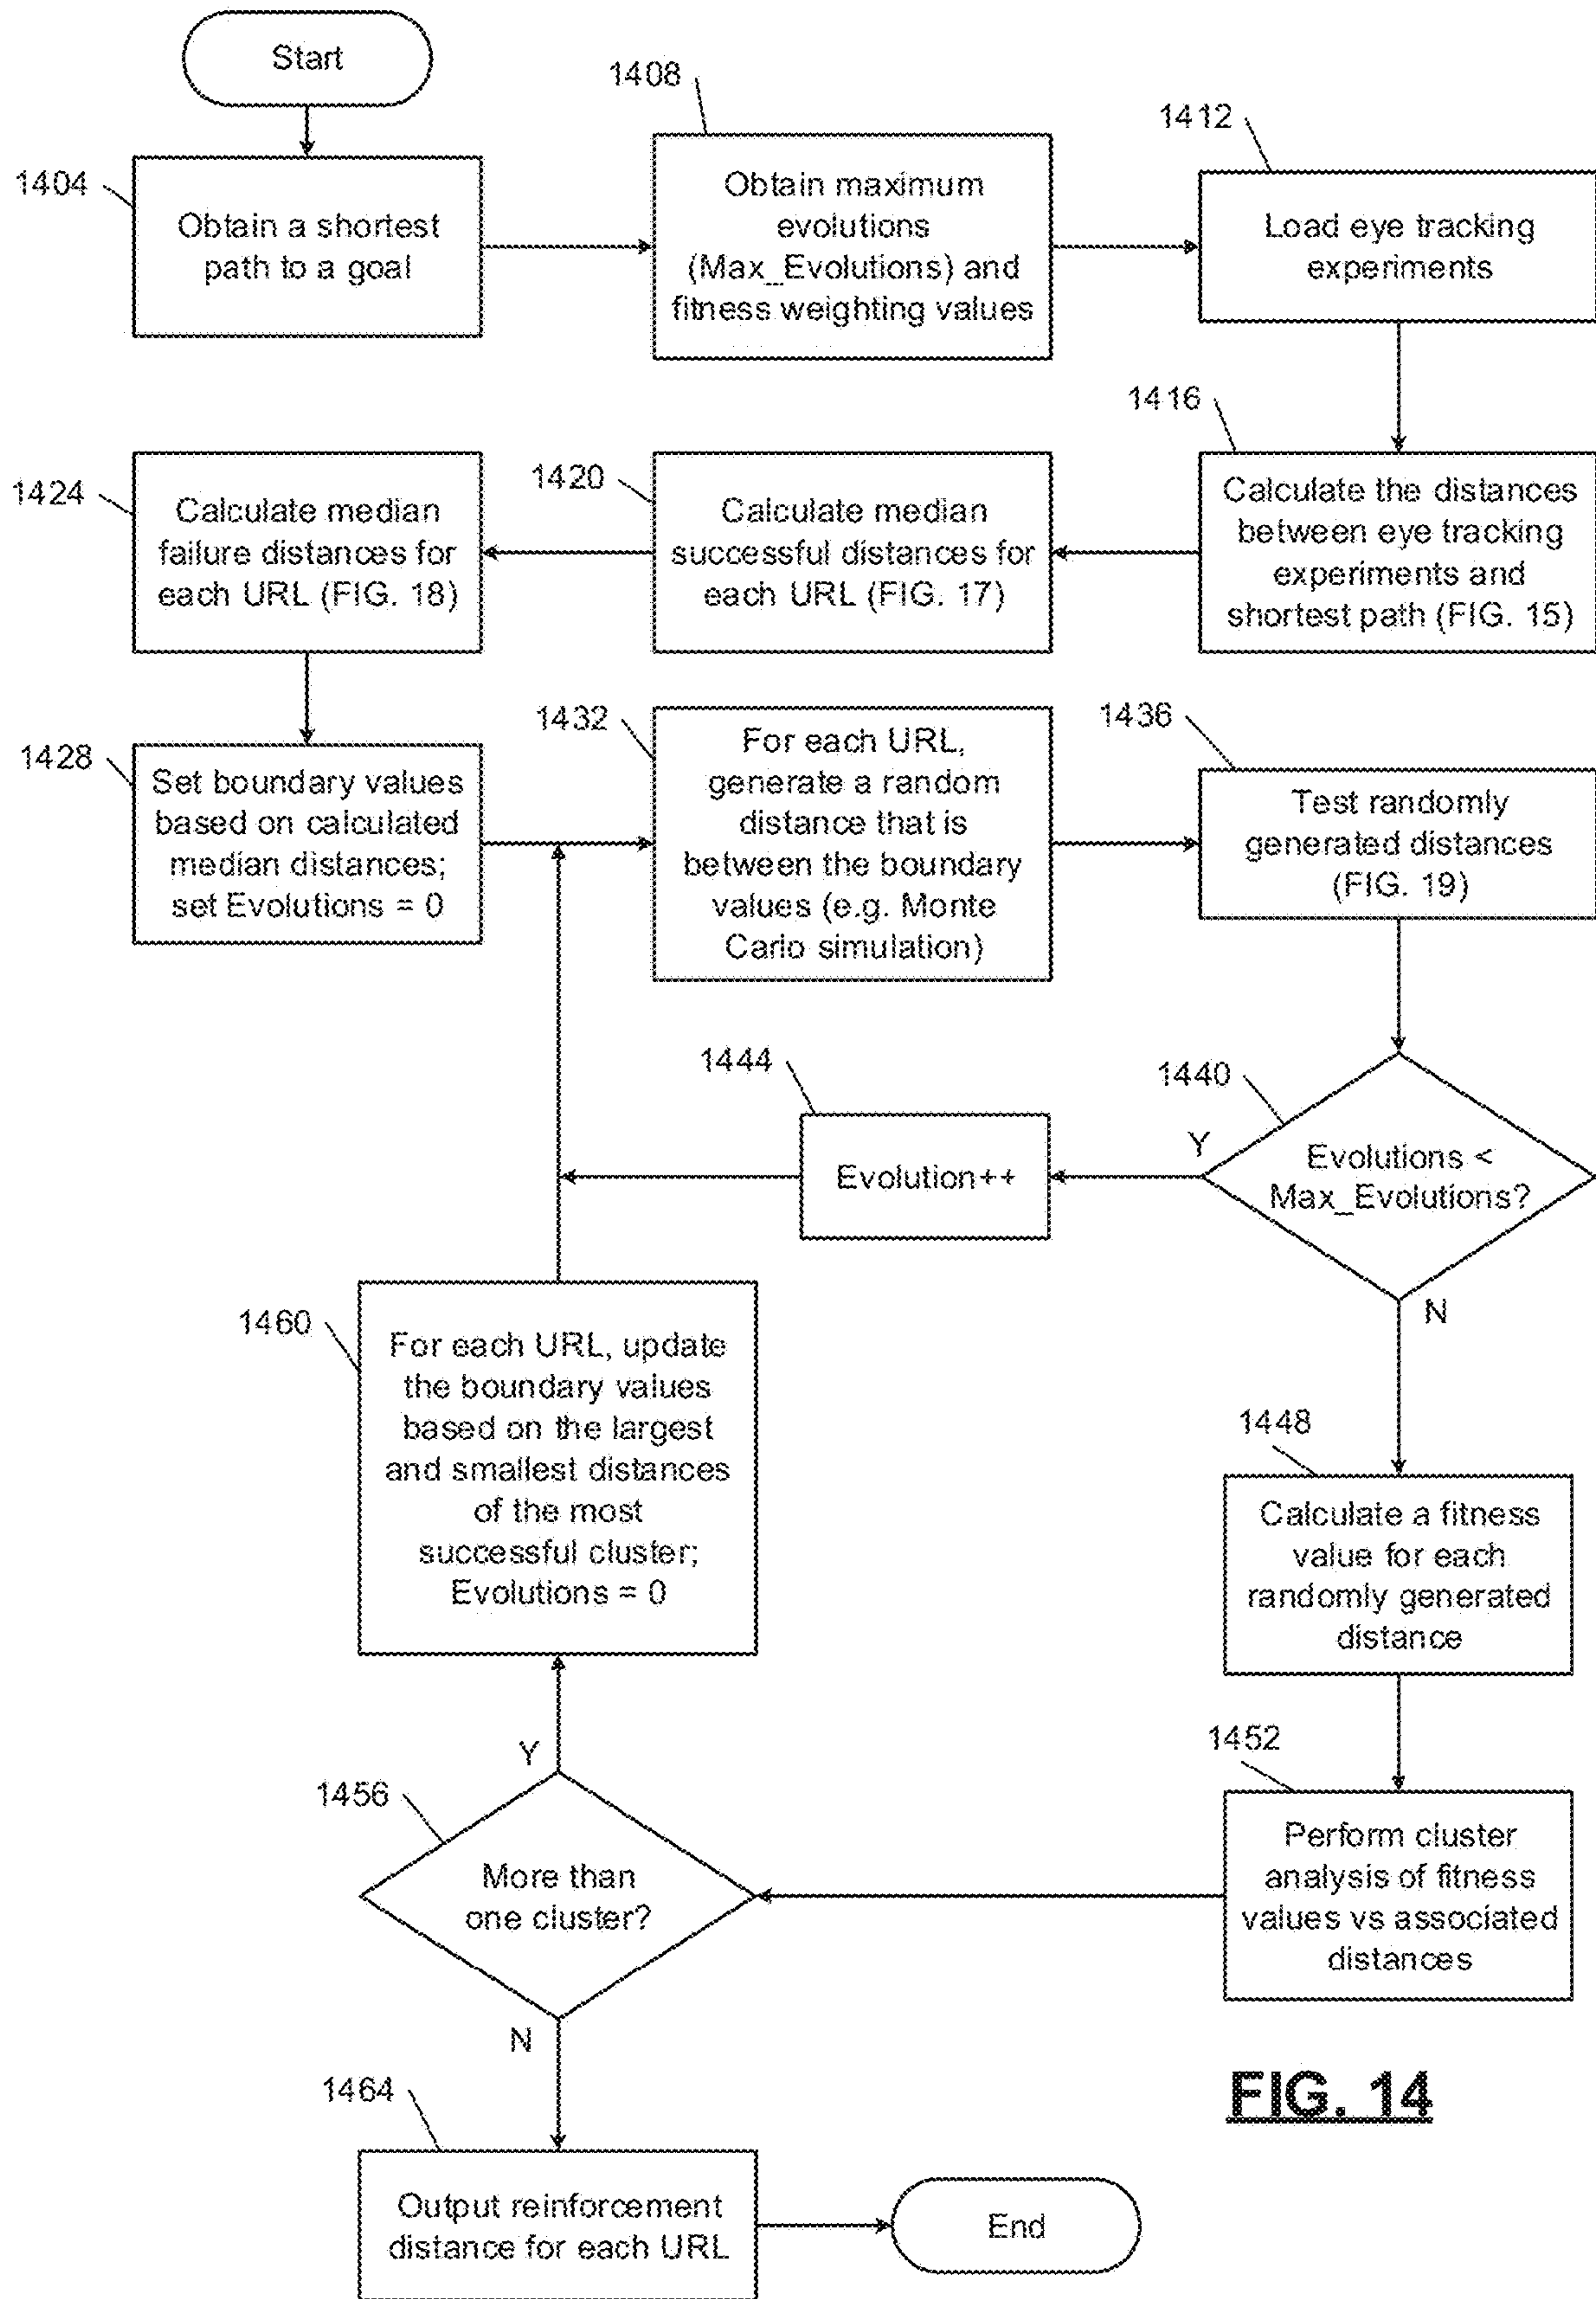 Start
1404
Obtain a shortest
path to a goal
1408
Obtain maximum
evolutions
(Max_Evolutions) and
fitness weighting values
1412
Load eye tracking
experiments
1416
Calculate the distances
between eye tracking
experiments and
shortest path (FIG. 15)
1420
Calculate median
successful distances for
each URL (FIG. 17)
1424
Calculate median
failure distances for
each URL (FIG. 18)
1428
Set boundary values
based on calculated
median distances;
set Evolutions = 0
1432
For each URL,
generate a random
distance that is
between the boundary
values (e.g. Monte
Carlo simulation)
1436
Test randomly
generated distances
(FIG. 19)
1440
Evolutions <
Max_Evolutions?
Y
N
1444
Evolution++
1448
Calculate a fitness
value for each
randomly generated
distance
1452
Perform cluster
analysis of fitness
values vs associated
distances
1456
More than
one cluster?
Y
N
1460
For each URL, update
the boundary values
based on the largest
and smallest distances
of the most
successful cluster;
Evolutions = 0
1464
Output reinforcement
distance for each URL
End
FIG. 14